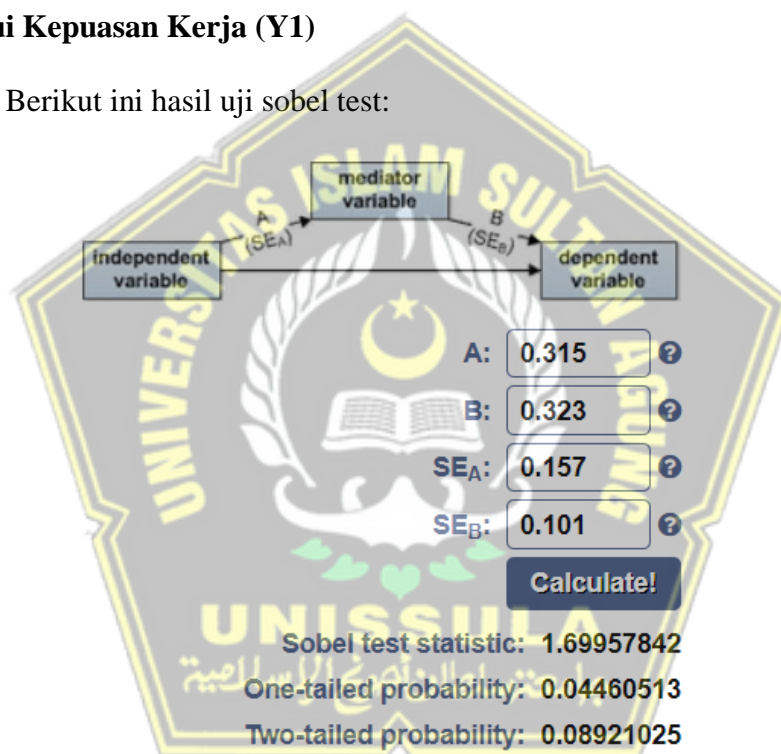 ui Kepuasan Kerja (Y1)
Berikut ini hasil uji sobel test:
UNIVERSITAS ISLAM SULTAN AGUNG
mediator
variable
A
(SEA)
B
(SEB)
independent
variable
dependent
variable
A: 0.315
B: 0.323
SEA: 0.157
SEB: 0.101
Calculate!
UNISSULA
Sobel test statistic: 1.69957842
One-tailed probability: 0.04460513
Two-tailed probability: 0.08921025